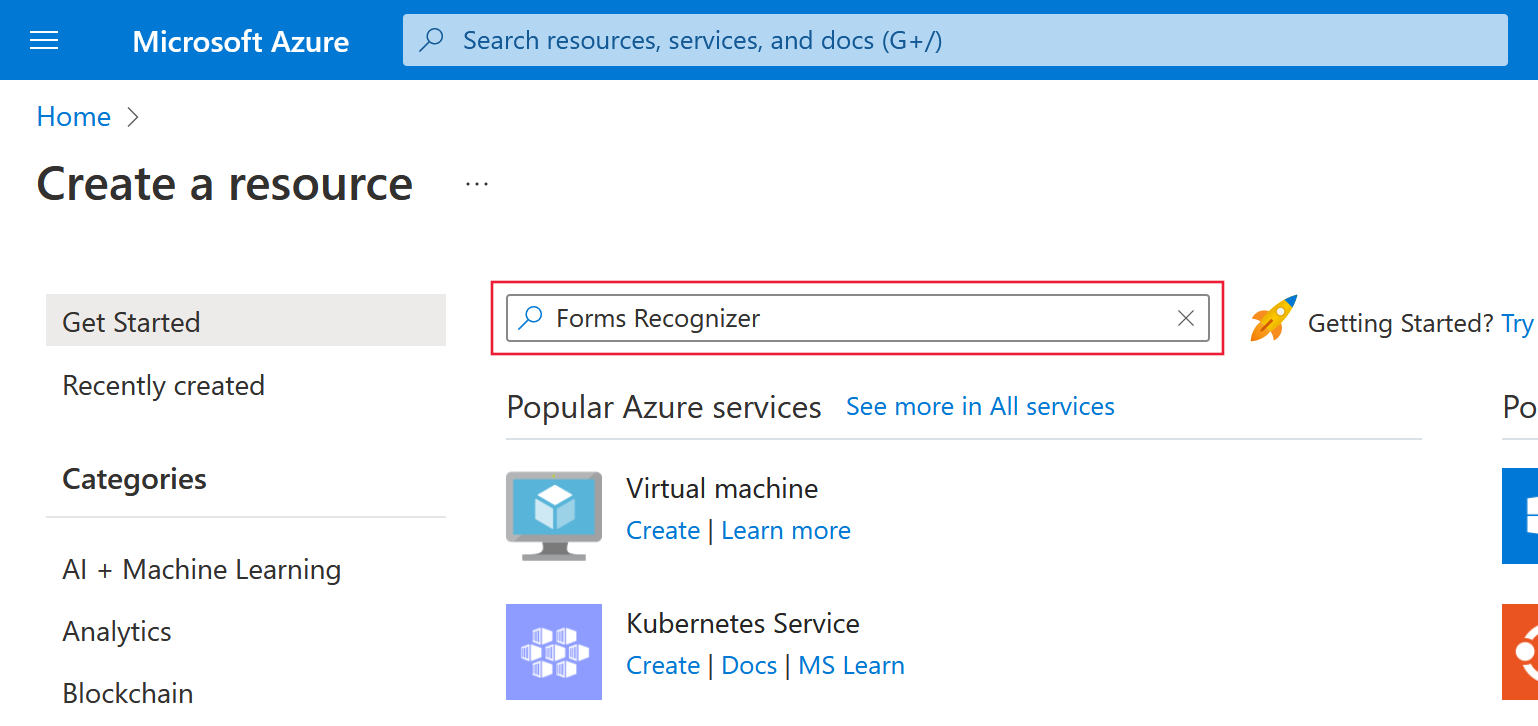 Microsoft Azure
Search resources, services, and docs (G+/)
Home
Create a resource
...
Get Started
Recently created
Categories
AI + Machine Learning
Analytics
Blockchain
Forms Recognizer
Getting Started? Try
Popular Azure services See more in All services
Virtual machine
Create | Learn more
Kubernetes Service
Create | Docs | MS Learn
Po